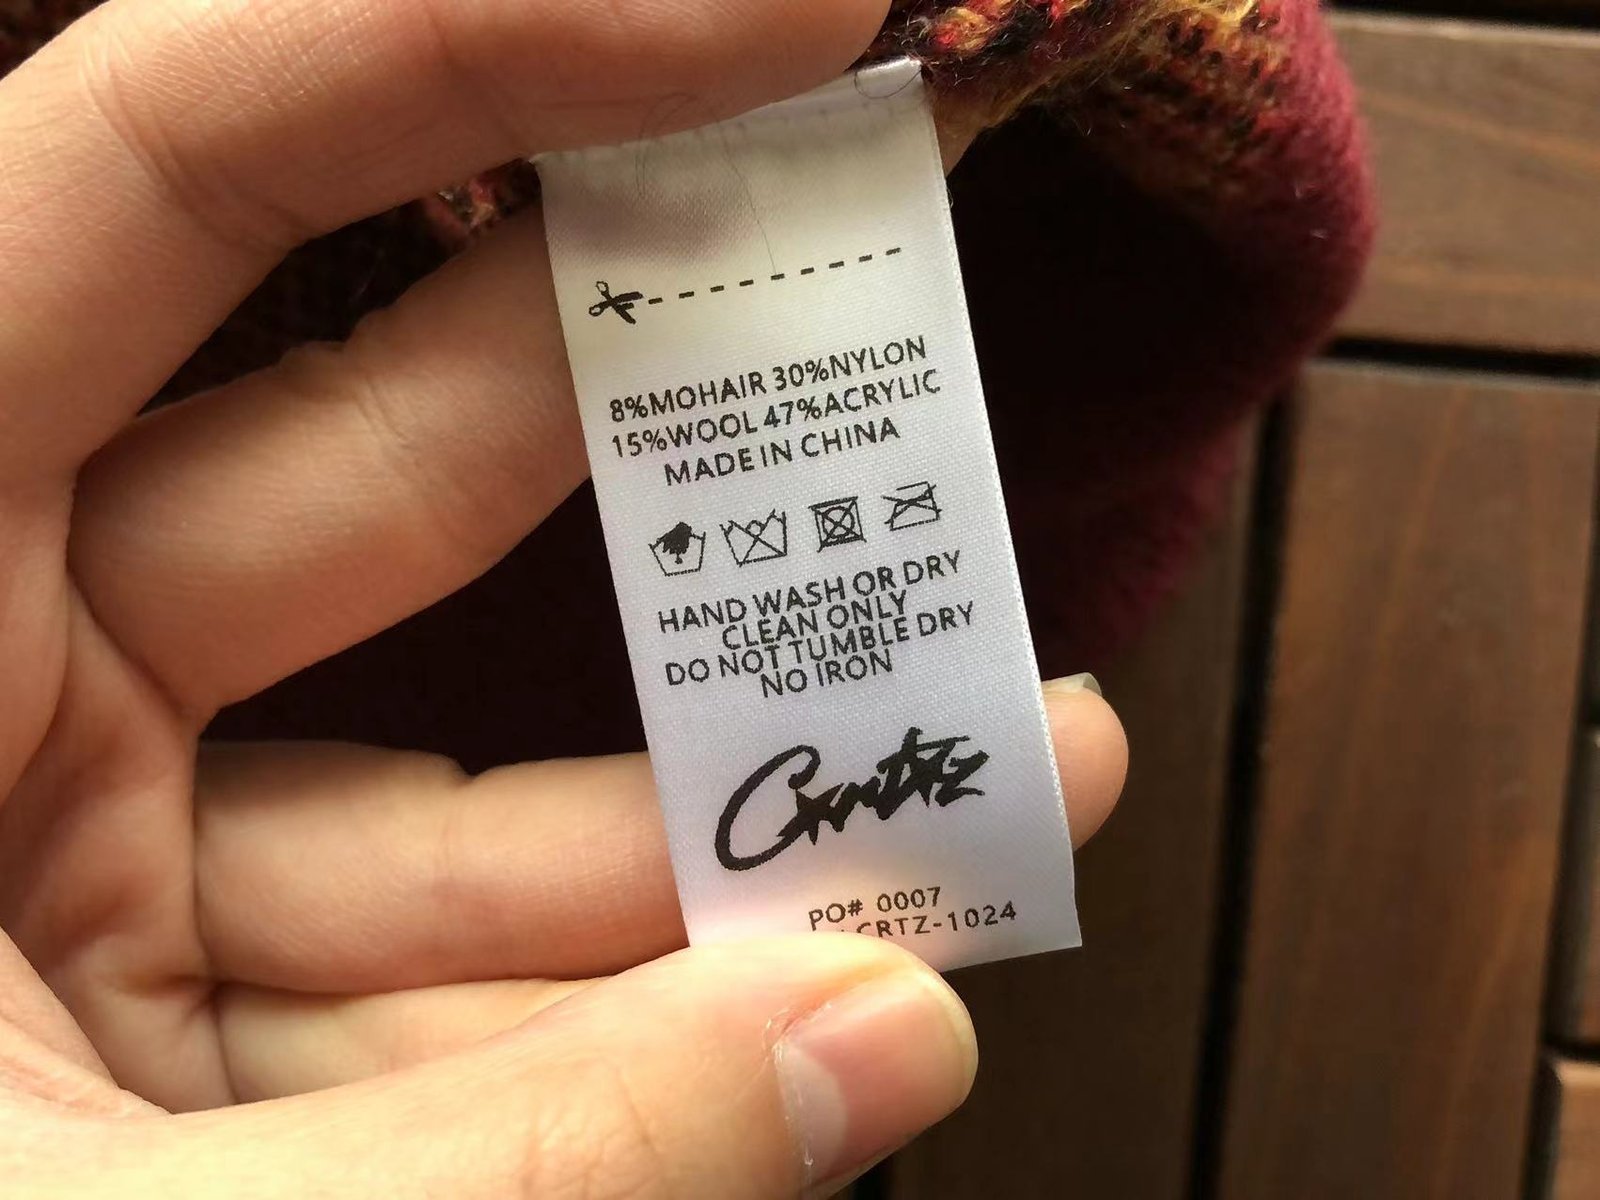 8%MOHAIR 30%NYLON
15%WOOL 47%ACRYLIC
MADE IN CHINA
HAND WASH OR DRY
CLEAN ONLY
DO NOT TUMBLE DRY
NO IRON
Crtz
PO# 0007
CRTZ-1024